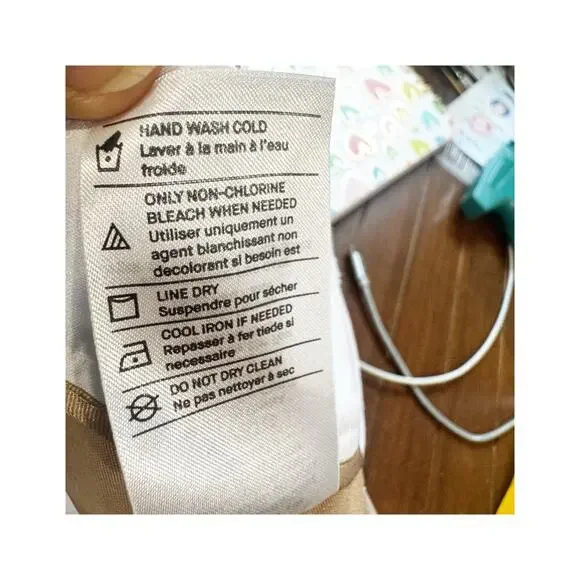 HAND WASH COLD
Laver à la main à l'eau
froide
ONLY NON-CHLORINE
BLEACH WHEN NEEDED
Utiliser uniquement un
agent blanchissant non
decolorant si besoin est
LINE DRY
Suspendre pour sécher
COOL IRON IF NEEDED
Repasser à fer tiede si
necessaire
DO NOT DRY CLEAN
Ne pas nettoyer à sec